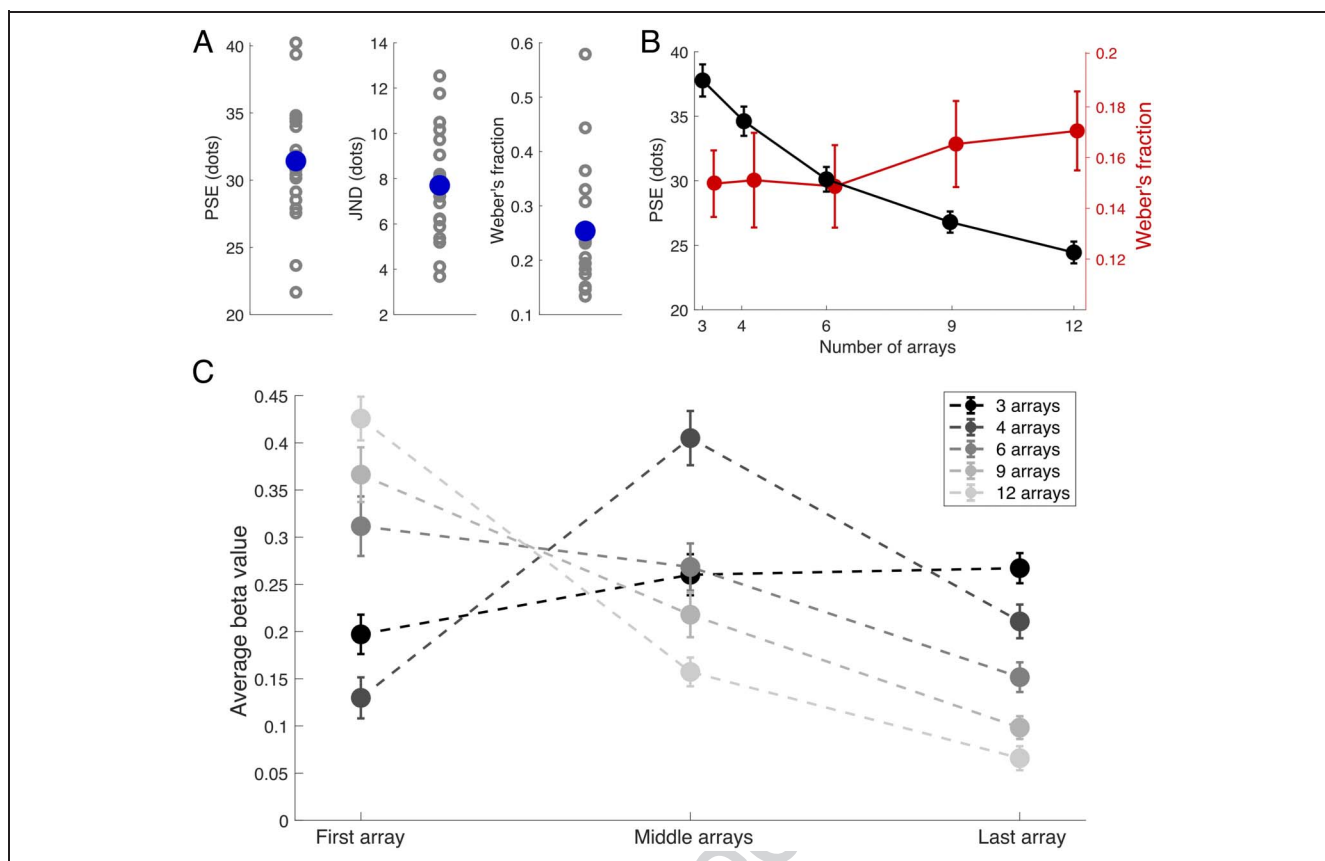 A
PSE (dots)
40
35
30
25
20
JND (dots)
14
12
10
8
6
4
2
Weber's fraction
0.6
0.5
0.4
0.3
0.2
0.1
B
PSE (dots)
40
35
30
25
20
3 4 6 9 12
Number of arrays
0.2
0.18
0.16
0.14
0.12
Weber's fraction
C
Average beta value
0.45
0.4
0.35
0.3
0.25
0.2
0.15
0.1
0.05
0
First array Middle arrays Last array
3 arrays
4 arrays
6 arrays
9 arrays
12 arrays